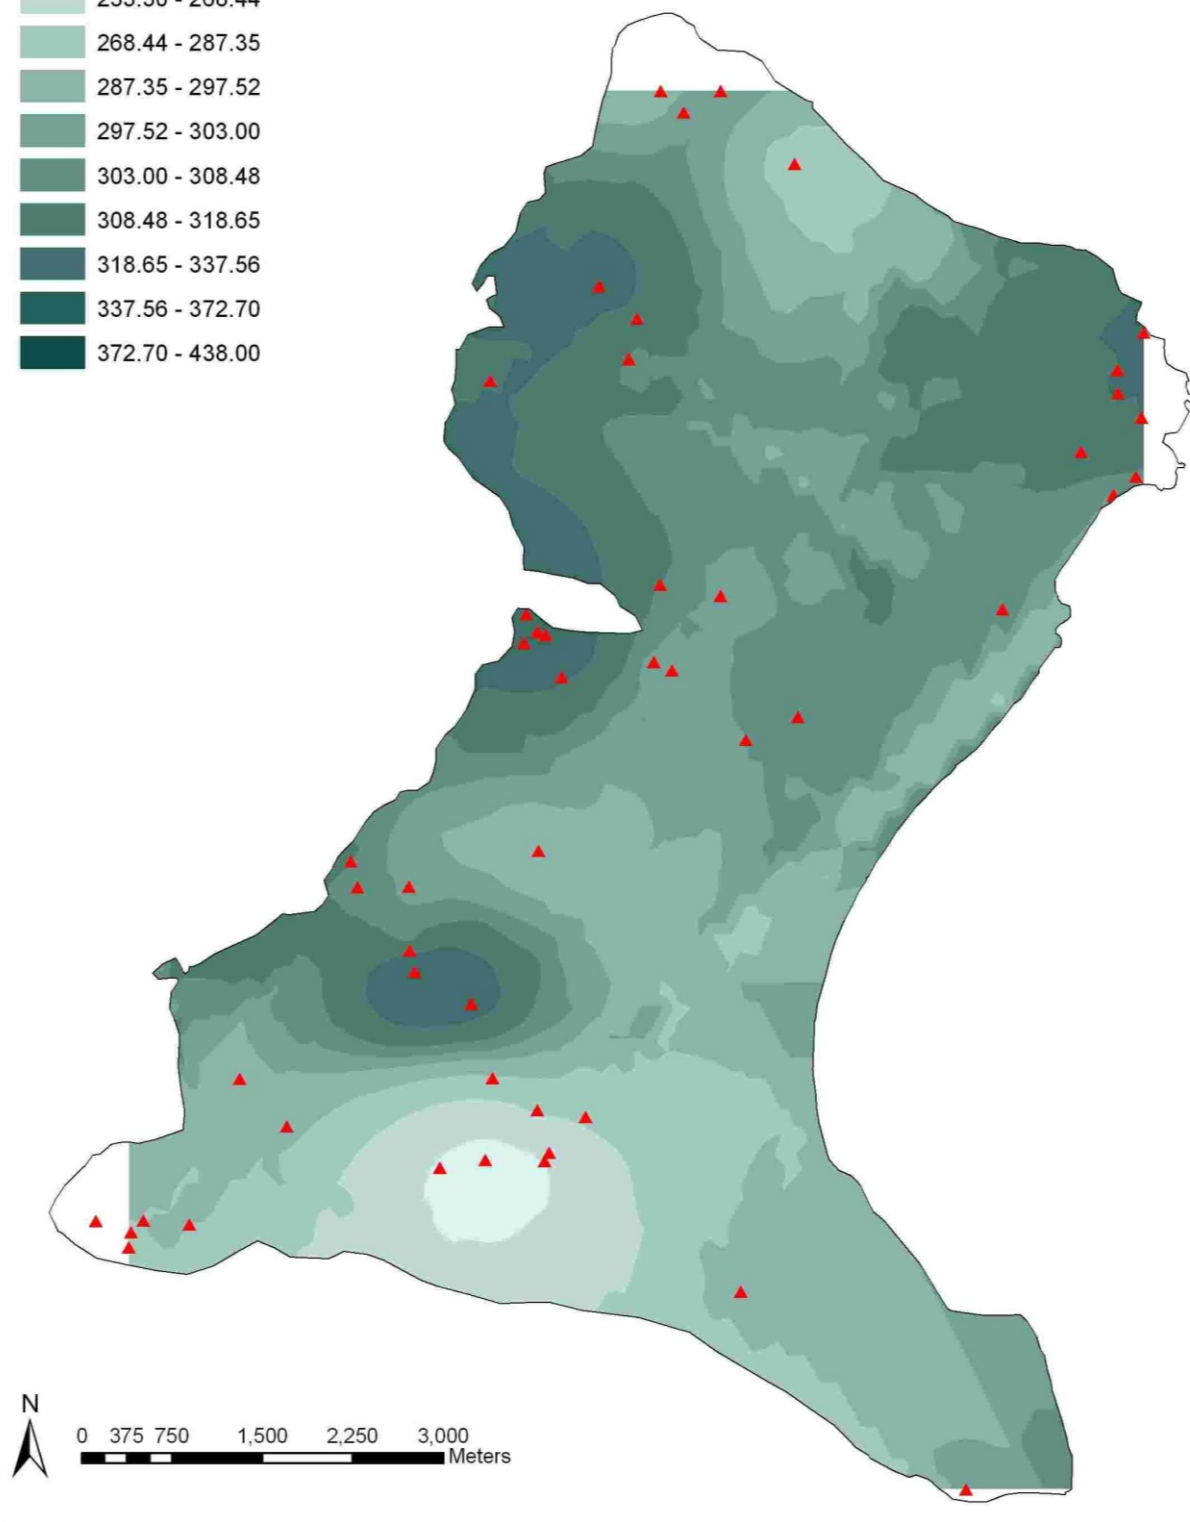 268.44 - 287.35
287.35 - 297.52
297.52 - 303.00
303.00 - 308.48
308.48 - 318.65
318.65 - 337.56
337.56 - 372.70
372.70 - 438.00
N
0 375 750 1,500 2,250 3,000
Meters